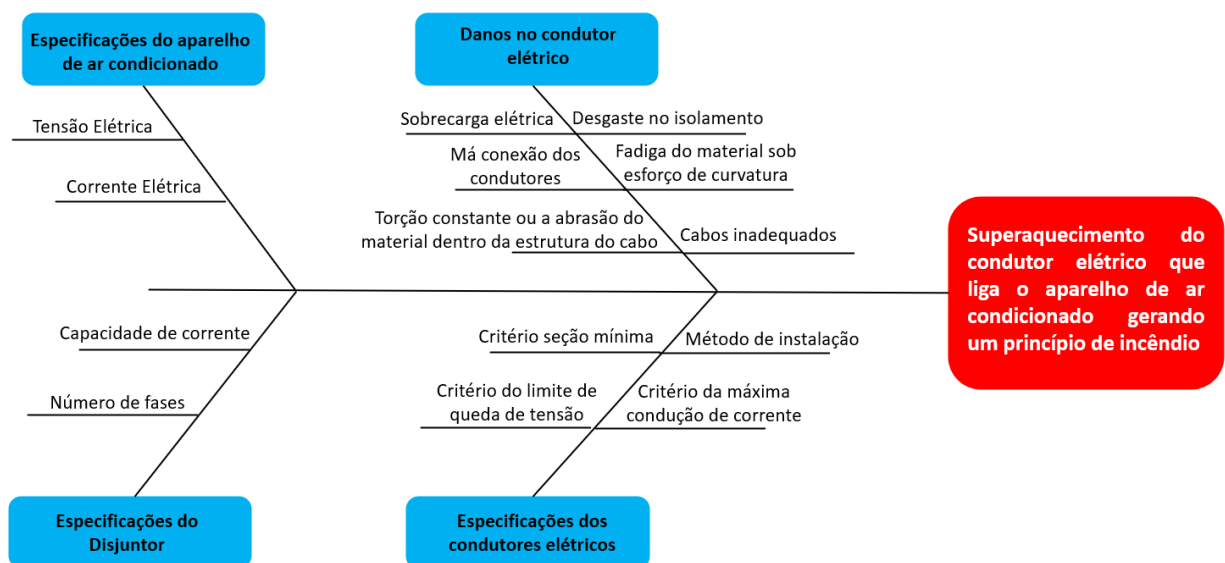 Especificações do aparelho
de ar condicionado
Danos no condutor
elétrico
Tensão Elétrica
Corrente Elétrica
Sobrecarga elétrica
Desgaste no isolamento
Má conexão dos
condutores
Fadiga do material sob
esforço de curvatura
Torção constante ou a abrasão do
material dentro da estrutura do cabo
Cabos inadequados
Superaquecimento do
condutor elétrico que
liga o aparelho de ar
condicionado gerando
um princípio de incêndio
Capacidade de corrente
Número de fases
Critério seção mínima
Método de instalação
Critério do limite de
queda de tensão
Critério da máxima
condução de corrente
Especificações do
Disjuntor
Especificações dos
condutores elétricos